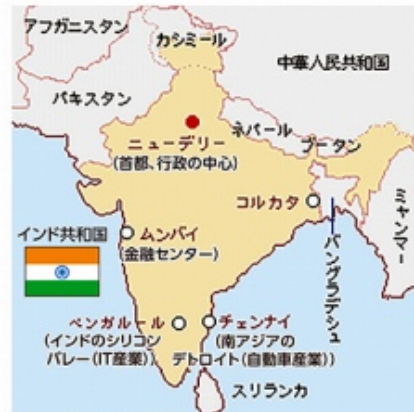 アフガニスタン
カシミール
中華人民共和国
パキスタン
ニューデリー
(首都、行政の中心)
ネパール
ブータン
コルカタ
ミャンマー
インド共和国
ムンバイ
(金融センター)
バングラデシュ
ベンガルール
(インドのシリコン
バレー(IT産業))
チェンナイ
(南アジアの
デトロイト(自動車産業))
スリランカ